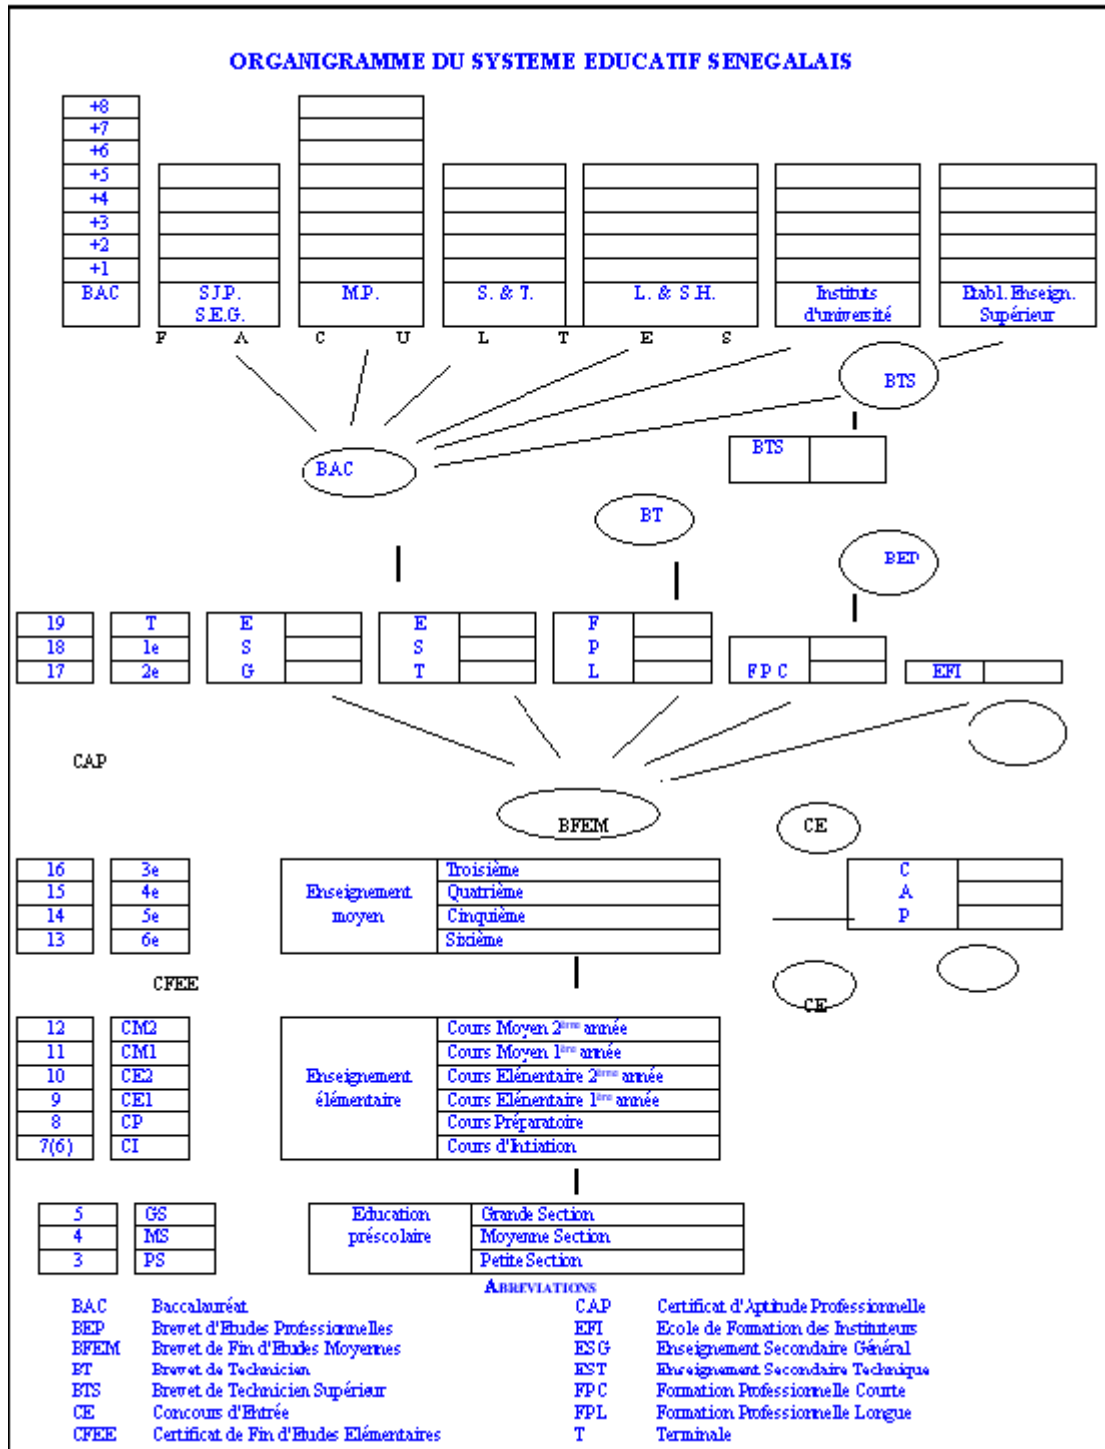 ORGANIGRAMME DU SYSTEME EDUCATIF SENEGALAIS
+8
+7
+6
+5
+4
+3
+2
+1
BAC S.J.P. M.P. S. & T. L. & S.H. Instituts Etabl. Enseign.
S.E.G. d'université Supérieur
F A C U L T E S
BTS
BTS
BAC
BT
BEP
19 T E E F
18 1e S S P
17 2e G T L F P C EFI
CAP
BFEM CE
16 3e Troisième C
15 4e Enseignement Quatrième A
14 5e moyen Cinquième P
13 6e Sixième
CFEE
CE
12 CM2 Cours Moyen 2ème année
11 CM1 Cours Moyen 1ère année
10 CE2 Enseignement Cours Elénentaire 2ème année
9 CE1 élémentaire Cours Elénentaire 1ère année
8 CP Cours Préparatoire
7(6) CI Cours d'Intiation
5 GS Education Grande Section
4 MS préscolaire Moyenne Section
3 PS Petite Section
ABREVIATIONS
BAC Baccalauréat CAP Certificat d'Aptitude Professionnelle
BEP Brevet d'Etudes Professionnelles EFI Ecole de Formation des Instituteurs
BFEM Brevet de Fin d'Etudes Moyennes ESG Enseignement Secondaire Général
BT Brevet de Technicien EST Enseignement Secondaire Technique
BTS Brevet de Technicien Supérieur FPC Formation Professionnelle Courte
CE Concours d'Entrée FPL Formation Professionnelle Longue
CFEE Certificat de Fin d'Etudes Elémentaires T Terminale